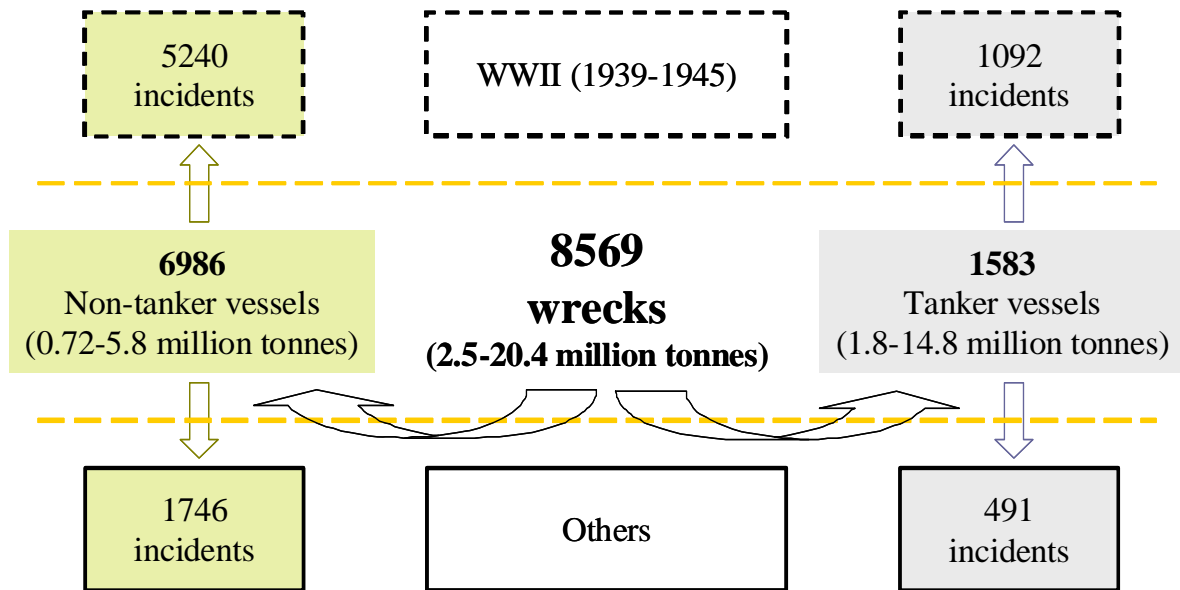 5240
incidents
WWII (1939-1945)
1092
incidents
6986
Non-tanker vessels
(0.72-5.8 million tonnes)
8569
wrecks
(2.5-20.4 million tonnes)
1583
Tanker vessels
(1.8-14.8 million tonnes)
1746
incidents
Others
491
incidents